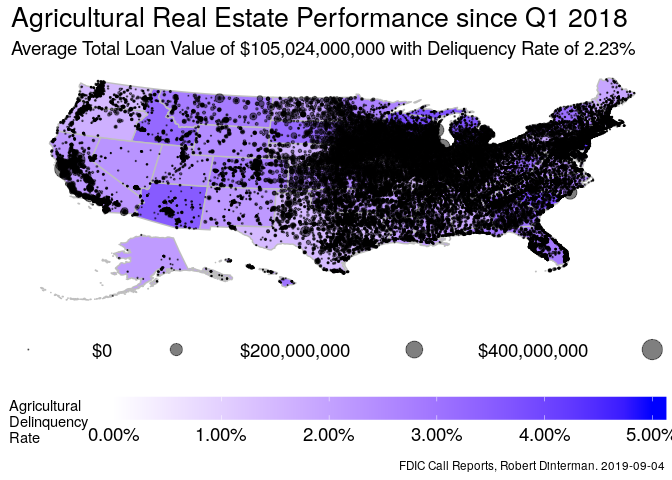 Agricultural Real Estate Performance since Q1 2018
Average Total Loan Value of $105,024,000,000 with Deliquency Rate of 2.23%
$0 $200,000,000 $400,000,000
Agricultural
Delinquency
Rate
0.00% 1.00% 2.00% 3.00% 4.00% 5.00%
FDIC Call Reports, Robert Dinterman. 2019-09-04